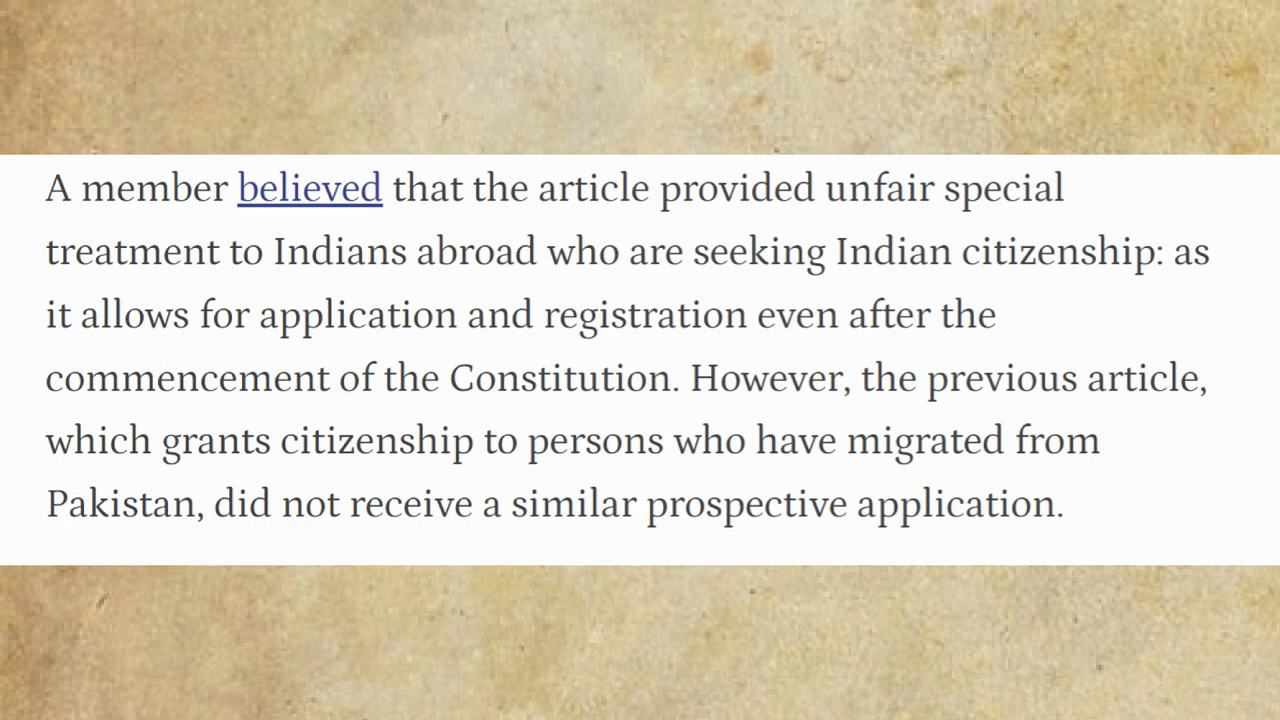 A member believed that the article provided unfair special
treatment to Indians abroad who are seeking Indian citizenship: as
it allows for application and registration even after the
commencement of the Constitution. However, the previous article,
which grants citizenship to persons who have migrated from
Pakistan, did not receive a similar prospective application.